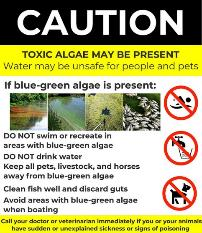 CAUTION
TOXIC ALGAE MAY BE PRESENT
Water may be unsafe for people and pets
If blue-green algae is present:
DO NOT swim or recreate in
areas with blue-green algae
DO NOT drink water
Keep all pets, livestock, and horses
away from blue-green algae
Clean fish well and discard guts
Avoid areas with blue-green algae
when boating
Call your doctor or veterinarian immediately if you or your animals
have sudden or unexplained sickness or signs of poisoning